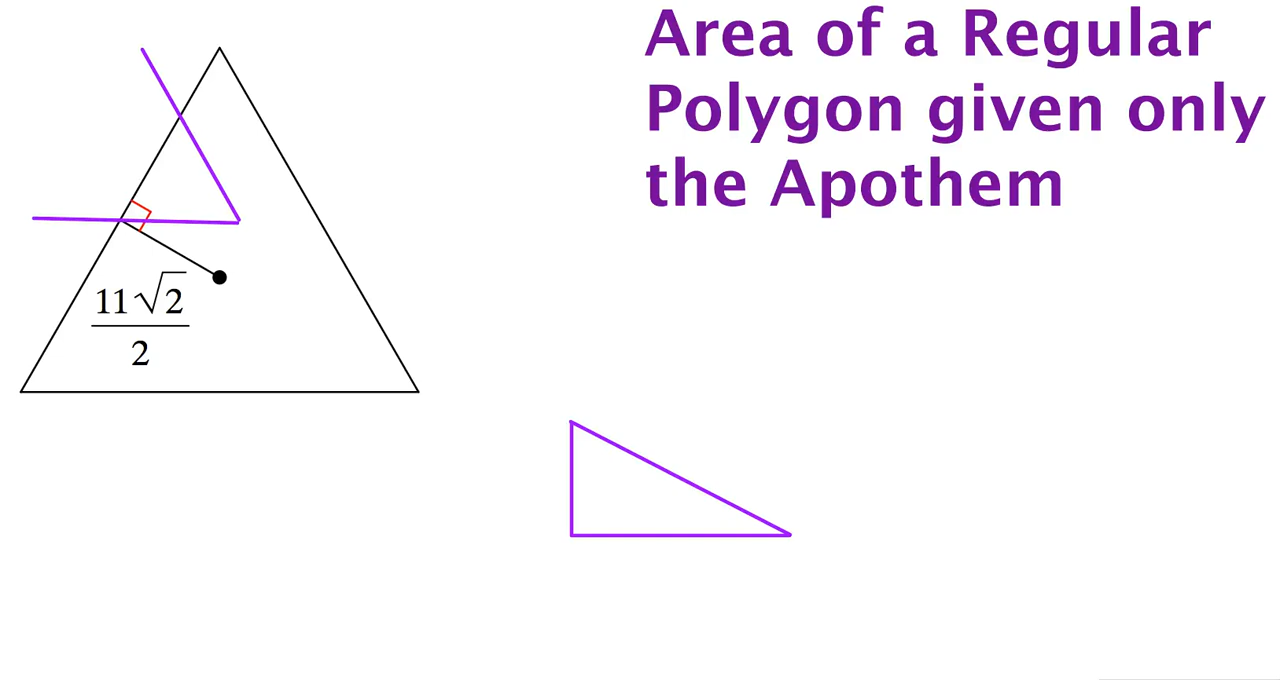 Area of a Regular
Polygon given only
the Apothem
11√2
2